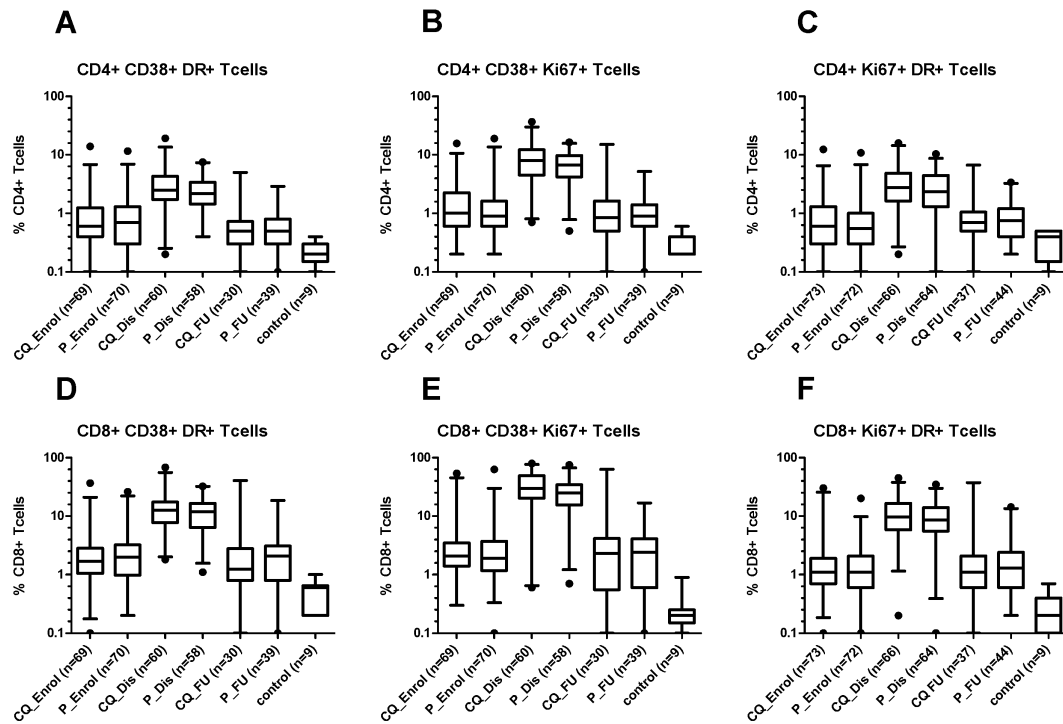 A
CD4+ CD38+ DR+ Tcells
% CD4+ Tcells
100
10
1
0.1
CQ_Enrol (n=69)
P_Enrol (n=70)
CQ_Dis (n=60)
P_Dis (n=58)
CQ_FU (n=30)
P_FU (n=39)
control (n=9)
B
CD4+ CD38+ Ki67+ Tcells
% CD4+ Tcells
100
10
1
0.1
CQ_Enrol (n=69)
P_Enrol (n=70)
CQ_Dis (n=60)
P_Dis (n=58)
CQ_FU (n=30)
P_FU (n=39)
control (n=9)
C
CD4+ Ki67+ DR+ Tcells
% CD4+ Tcells
100
10
1
0.1
CQ_Enrol (n=73)
P_Enrol (n=72)
CQ_Dis (n=66)
P_Dis (n=64)
CQ FU (n=37)
P_FU (n=44)
control (n=9)
D
CD8+ CD38+ DR+ Tcells
% CD8+ Tcells
100
10
1
0.1
CQ_Enrol (n=69)
P_Enrol (n=70)
CQ_Dis (n=60)
P_Dis (n=58)
CQ_FU (n=30)
P_FU (n=39)
control (n=9)
E
CD8+ CD38+ Ki67+ Tcells
% CD8+ Tcells
100
10
1
0.1
CQ_Enrol (n=69)
P_Enrol (n=70)
CQ_Dis (n=60)
P_Dis (n=58)
CQ_FU (n=30)
P_FU (n=39)
control (n=9)
F
CD8+ Ki67+ DR+ Tcells
% CD8+ Tcells
100
10
1
0.1
CQ_Enrol (n=73)
P_Enrol (n=72)
CQ_Dis (n=66)
P_Dis (n=64)
CQ FU (n=37)
P_FU (n=44)
control (n=9)